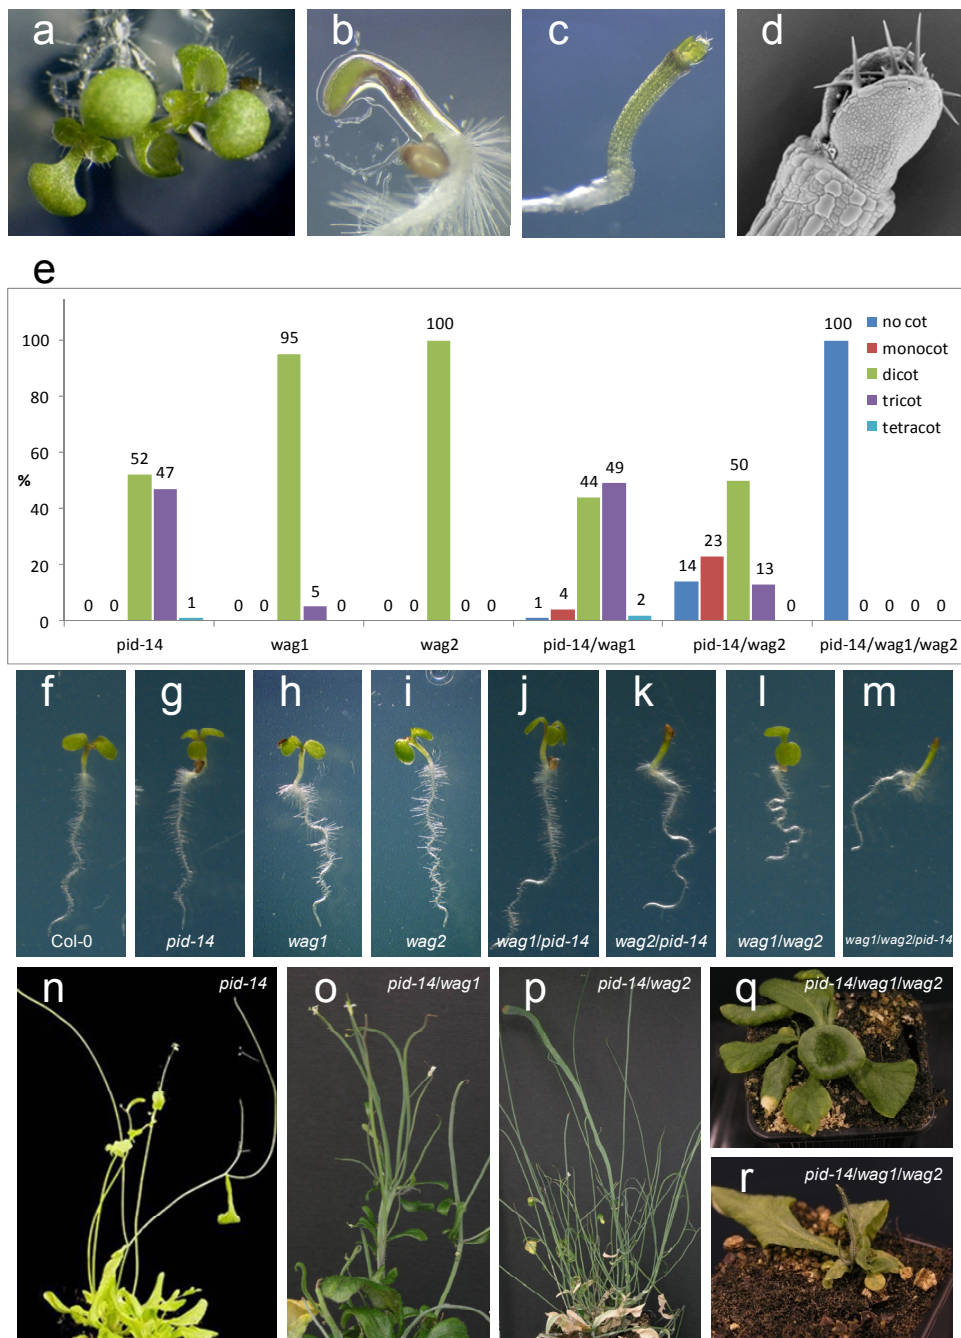 a
b
c
d
e
100
80
60
40
20
0
%
0 0 52 47 1
0 0 95 5 0
0 0 100 0 0
1 4 44 49 2
14 23 50 13 0
100 0 0 0 0
no cot
monocot
dicot
tricot
tetracot
pid-14 wag1 wag2 pid-14/wag1 pid-14/wag2 pid-14/wag1/wag2
f g h i j k l m
Col-0 pid-14 wag1 wag2 wag1/pid-14 wag2/pid-14 wag1/wag2 wag1/wag2/pid-14
n pid-14
o pid-14/wag1
p pid-14/wag2
q pid-14/wag1/wag2
r pid-14/wag1/wag2